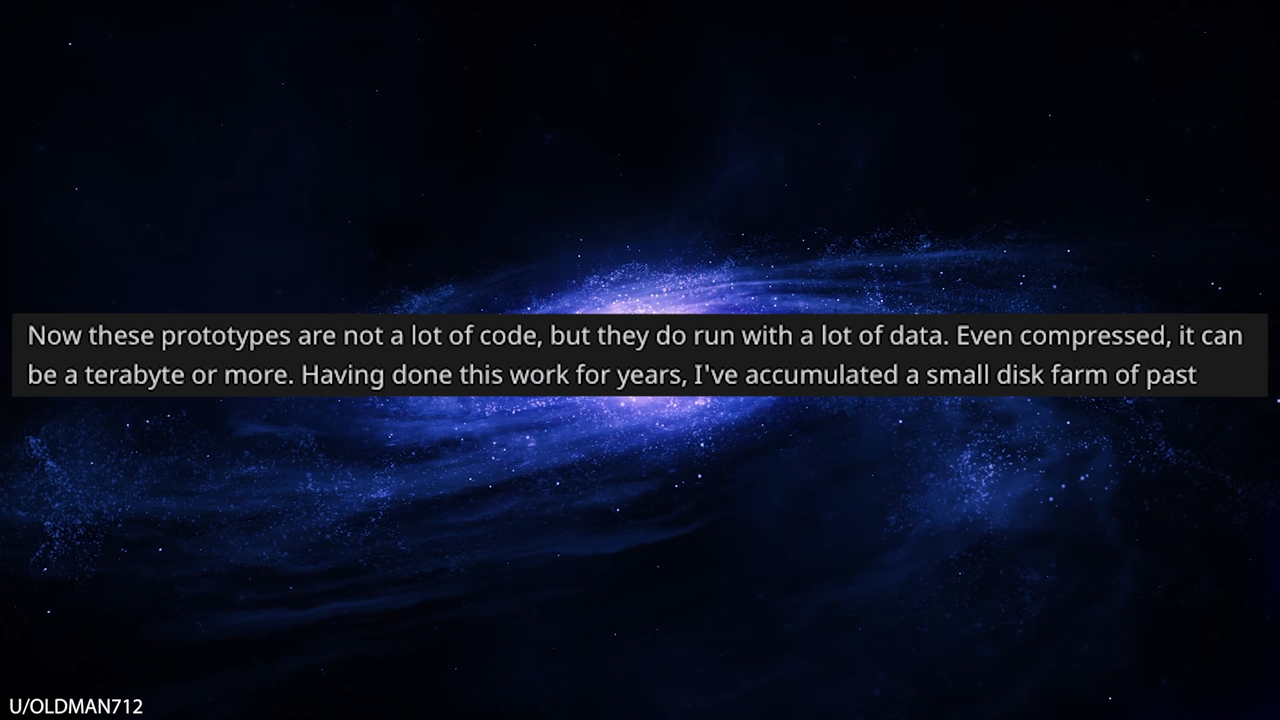 Now these prototypes are not a lot of code, but they do run with a lot of data. Even compressed, it can
be a terabyte or more. Having done this work for years, I've accumulated a small disk farm of past
U/OLDMAN712